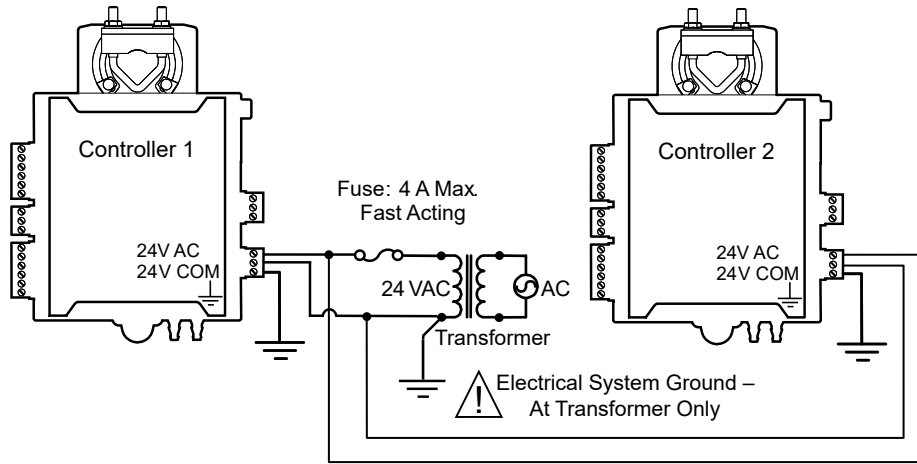 Controller 1
24V AC
24V COM
Fuse: 4 A Max.
Fast Acting
24 VAC
AC
Transformer
! Electrical System Ground –
At Transformer Only
Controller 2
24V AC
24V COM